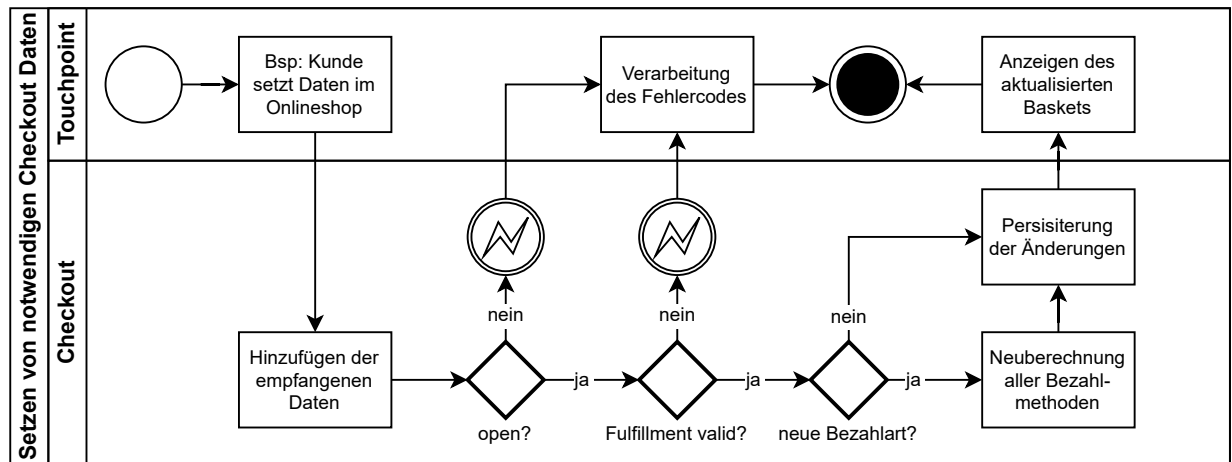 Setzen von notwendigen Checkout Daten
Touchpoint
Bsp: Kunde
setzt Daten im
Onlineshop
Verarbeitung
des Fehlercodes
Anzeigen des
aktualisierten
Baskets
Checkout
Persisiterung
der Änderungen
nein
nein
nein
Hinzufügen der
empfangenen
Daten
ja
ja
ja
Neuberechnung
aller Bezahl-
methoden
open?
Fulfillment valid?
neue Bezahlart?